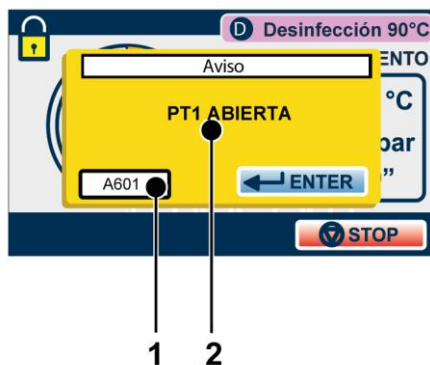 D Desinfección 90°C
ENTO
Aviso
°C
PT1 ABIERTA
bar
A601
ENTER
”
STOP
1 2